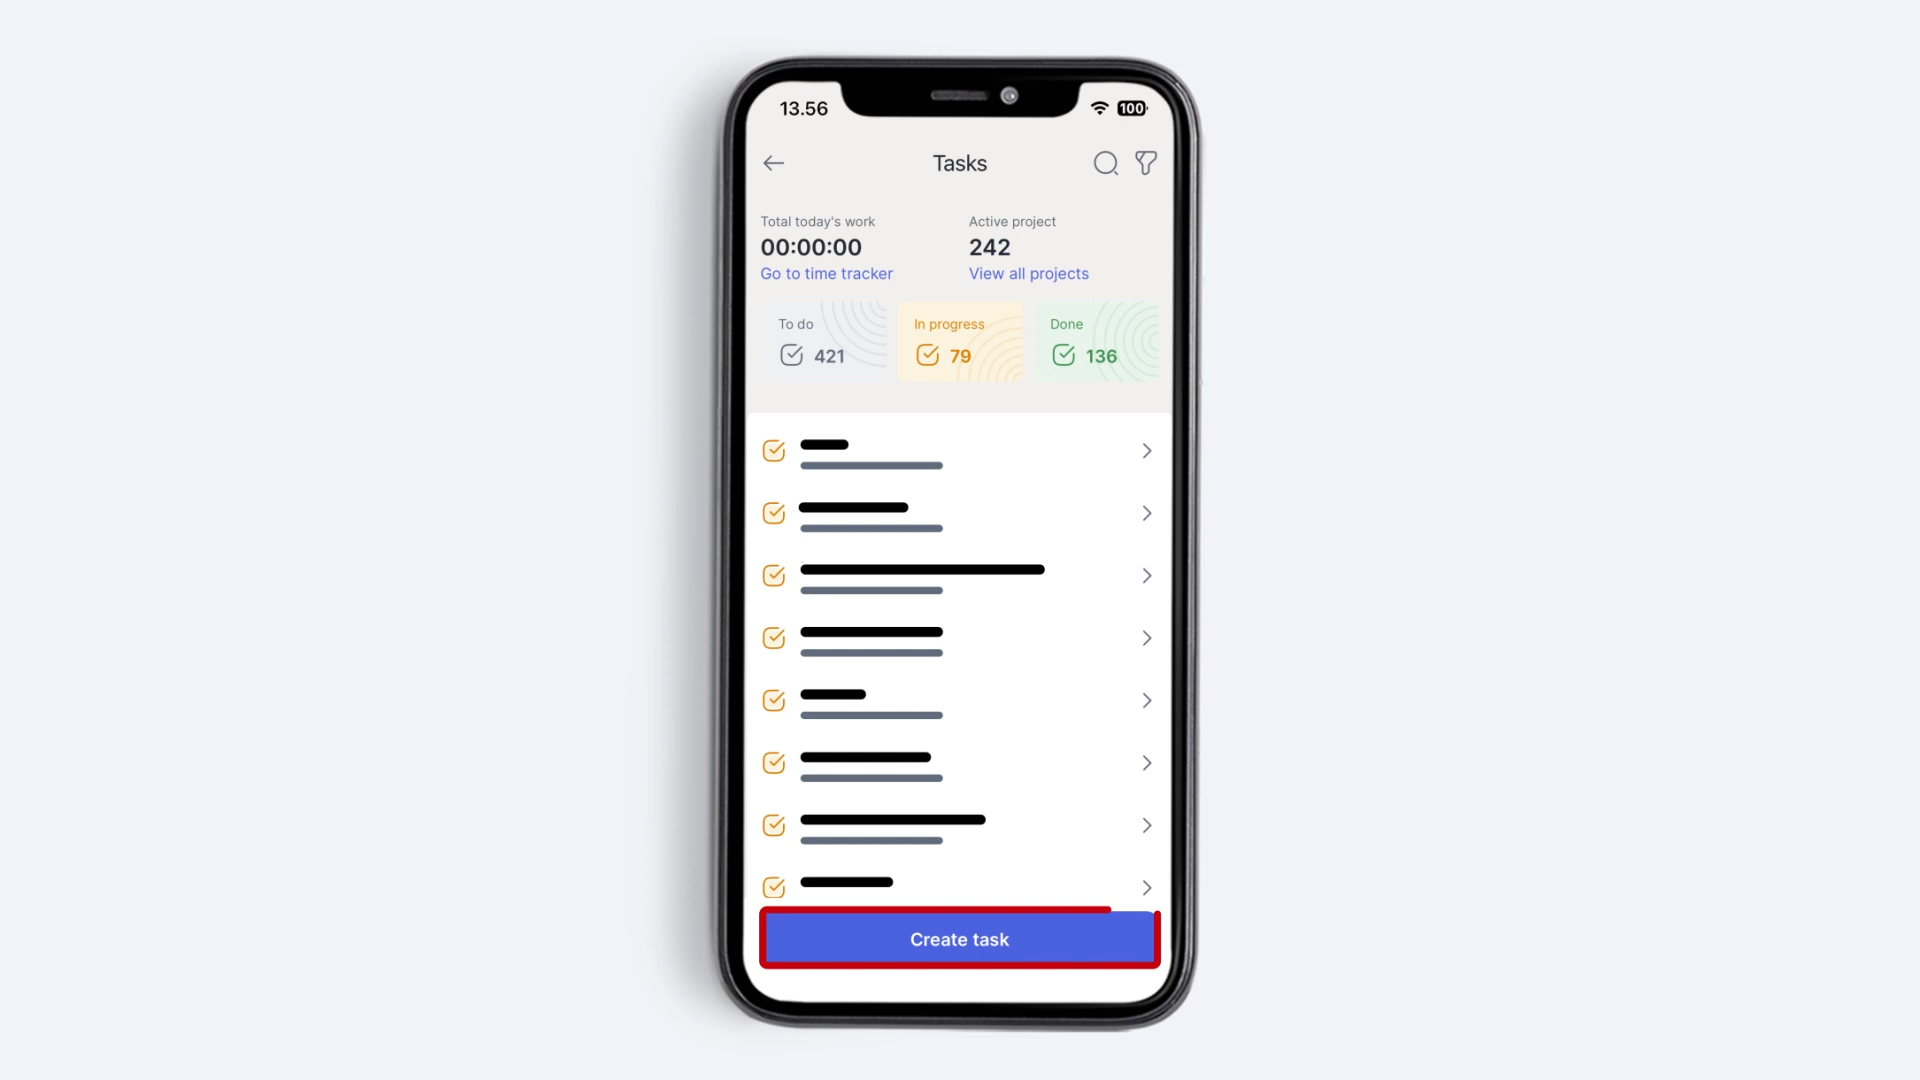 13.56
100
Tasks
Total today's work
Active project
00:00:00
242
Go to time tracker
View all projects
To do
In progress
Done
421
79
136
Create task